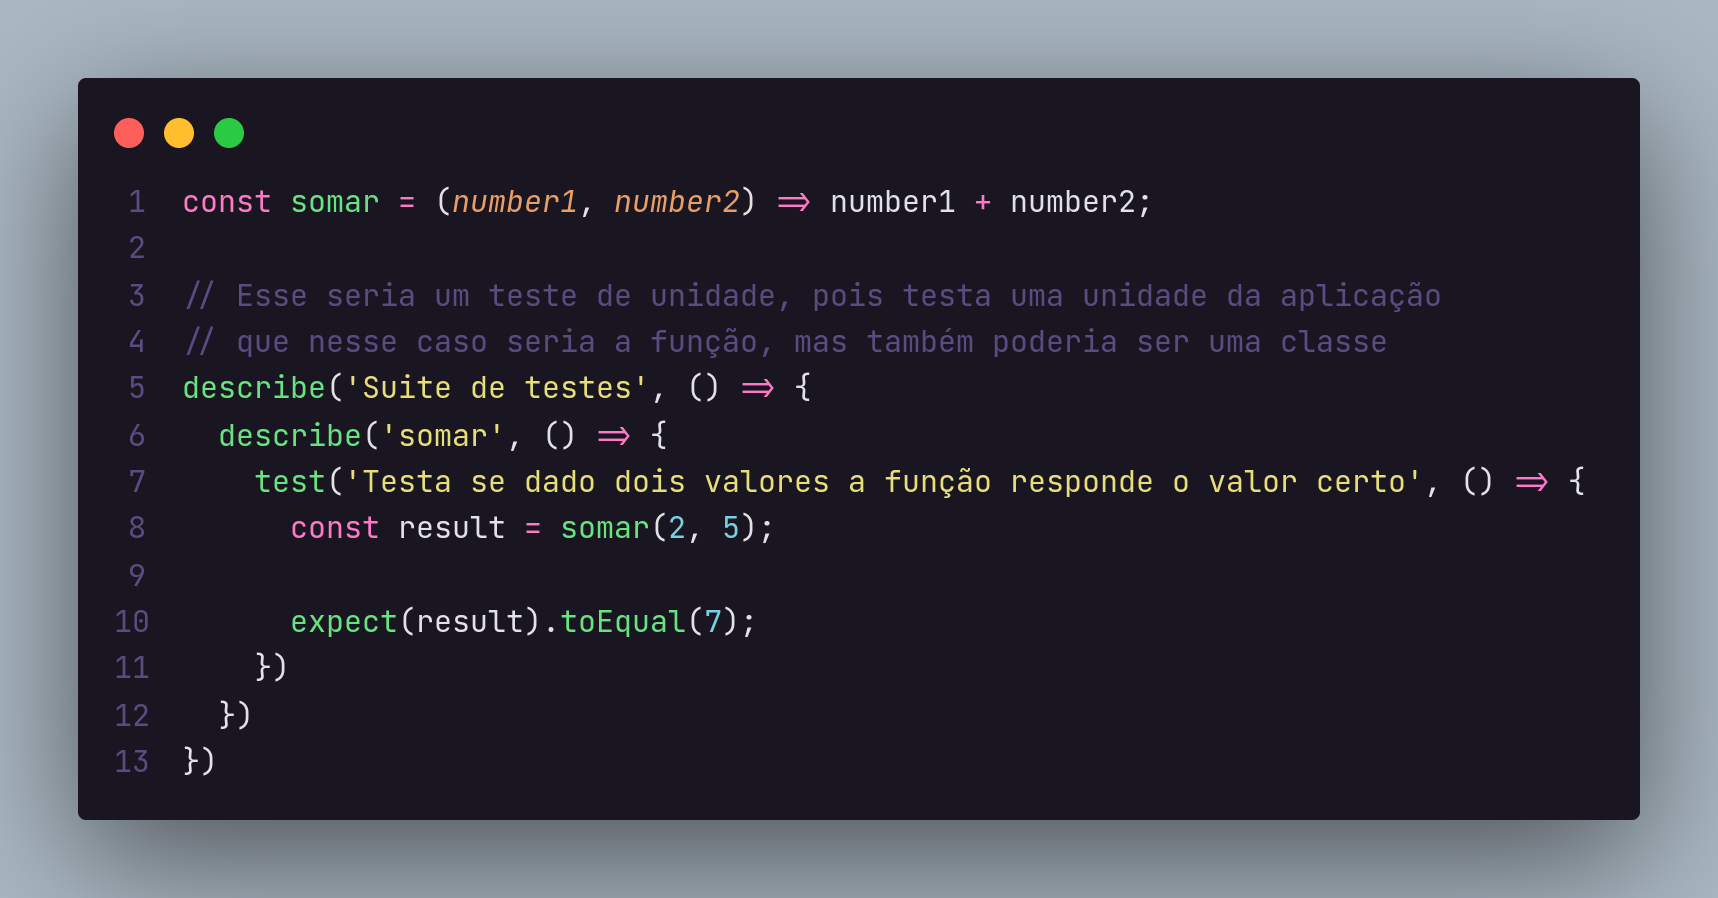 1 const somar = (number1, number2) => number1 + number2;
2
3 // Esse seria um teste de unidade, pois testa uma unidade da aplicação
4 // que nesse caso seria a função, mas também poderia ser uma classe
5 describe('Suite de testes', () => {
6   describe('somar', () => {
7     test('Testa se dado dois valores a função responde o valor certo', () => {
8       const result = somar(2, 5);
9
10       expect(result).toEqual(7);
11     })
12   })
13 })